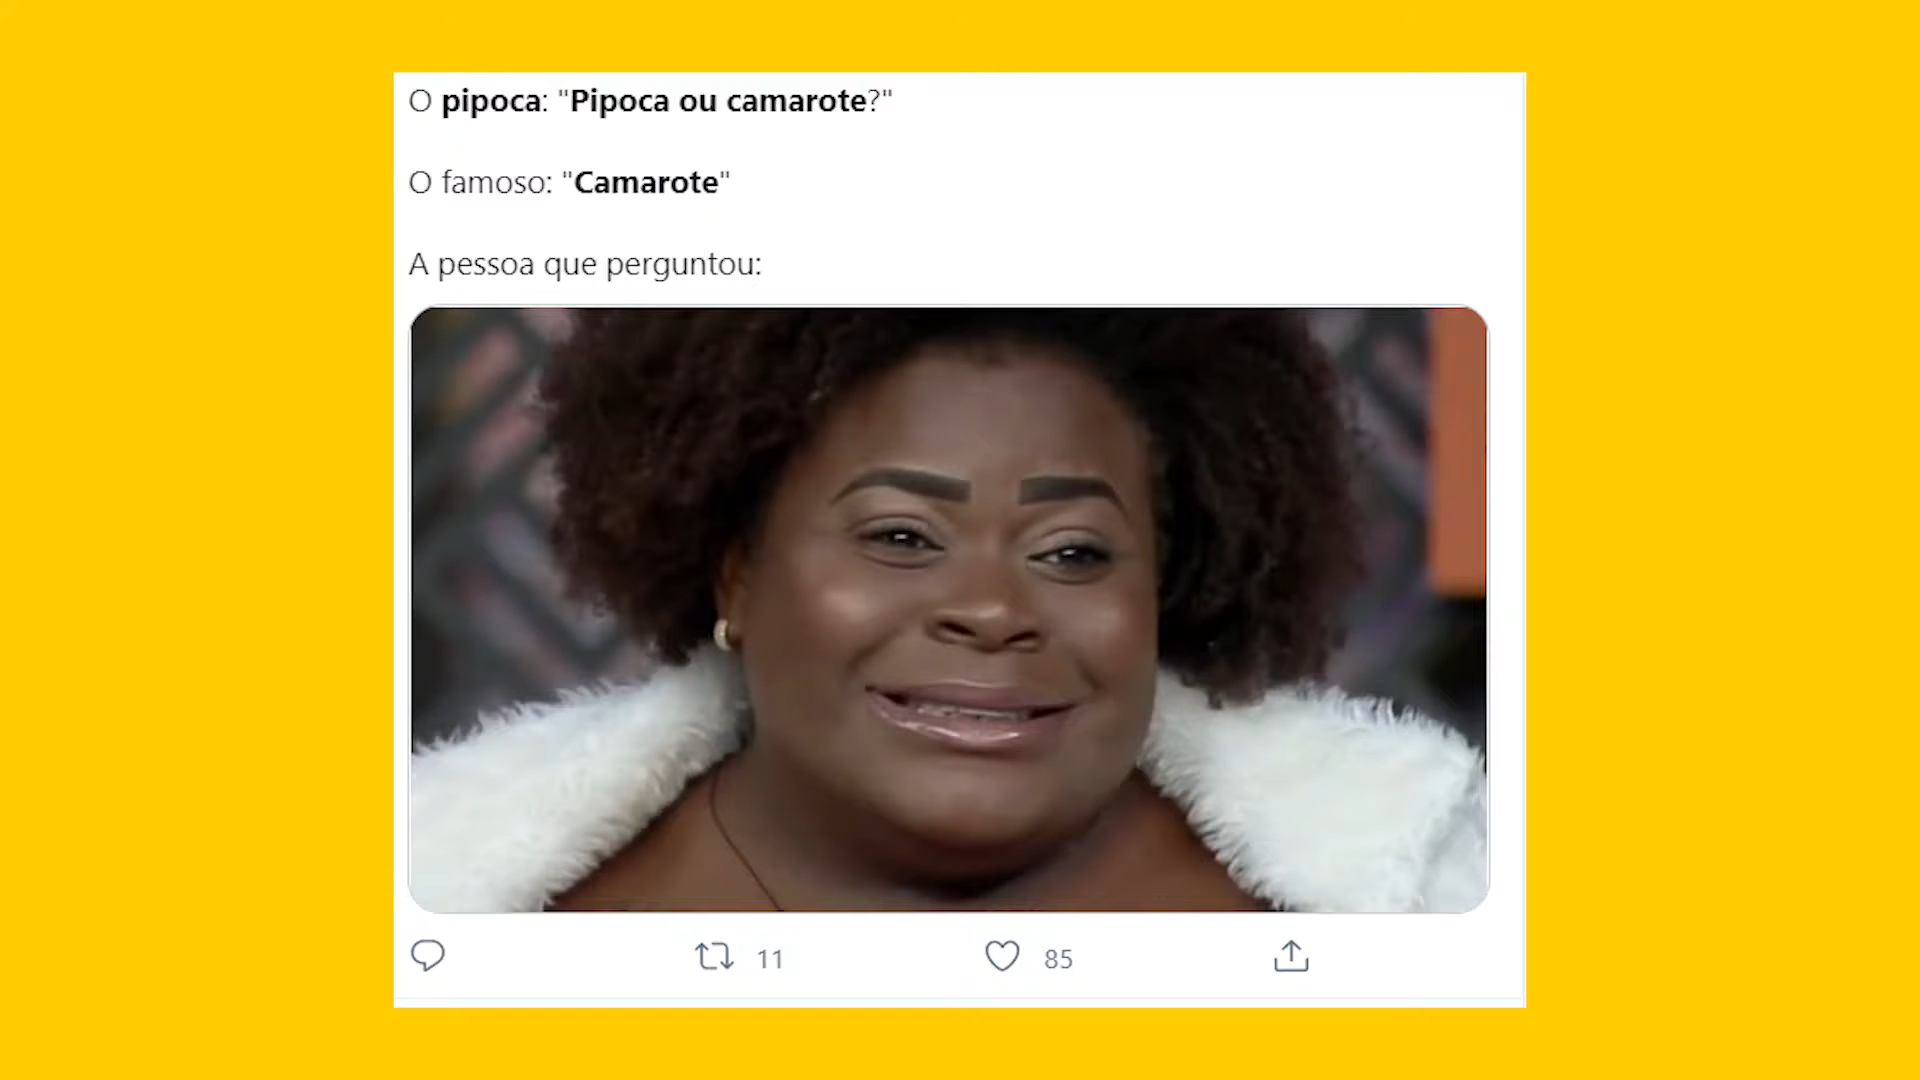 O pipoca: "Pipoca ou camarote?"
O famoso: "Camarote"
A pessoa que perguntou:
11
85